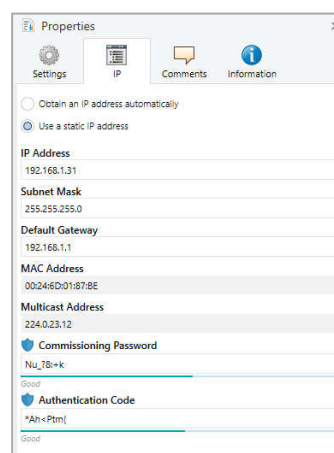 Properties
Settings IP Comments Information
Obtain an IP address automatically
Use a static IP address
IP Address
192.168.1.31
Subnet Mask
255.255.255.0
Default Gateway
192.168.1.1
MAC Address
00:24:6D:01:87:BE
Multicast Address
224.0.23.12
Commissioning Password
Nu_?8:+k
Good
Authentication Code
*Ah<Ptm{
Good